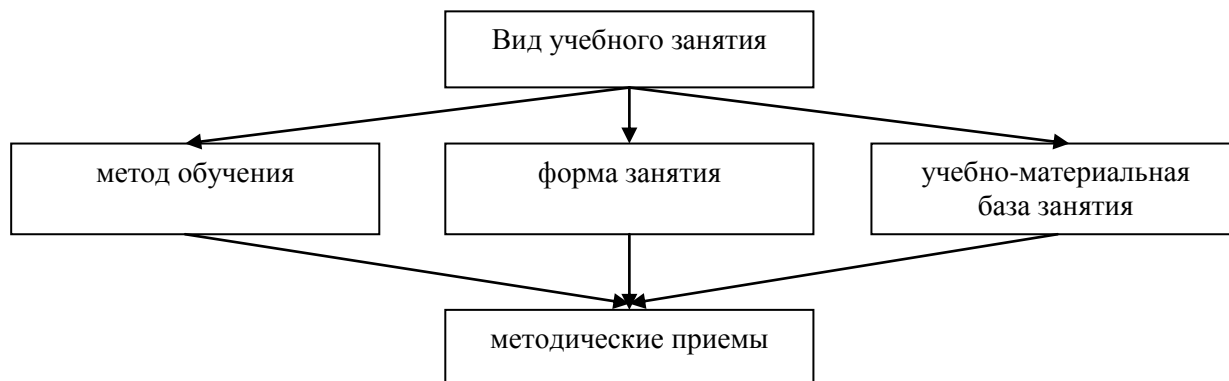 Вид учебного занятия
метод обучения
форма занятия
учебно-материальная
база занятия
методические приемы